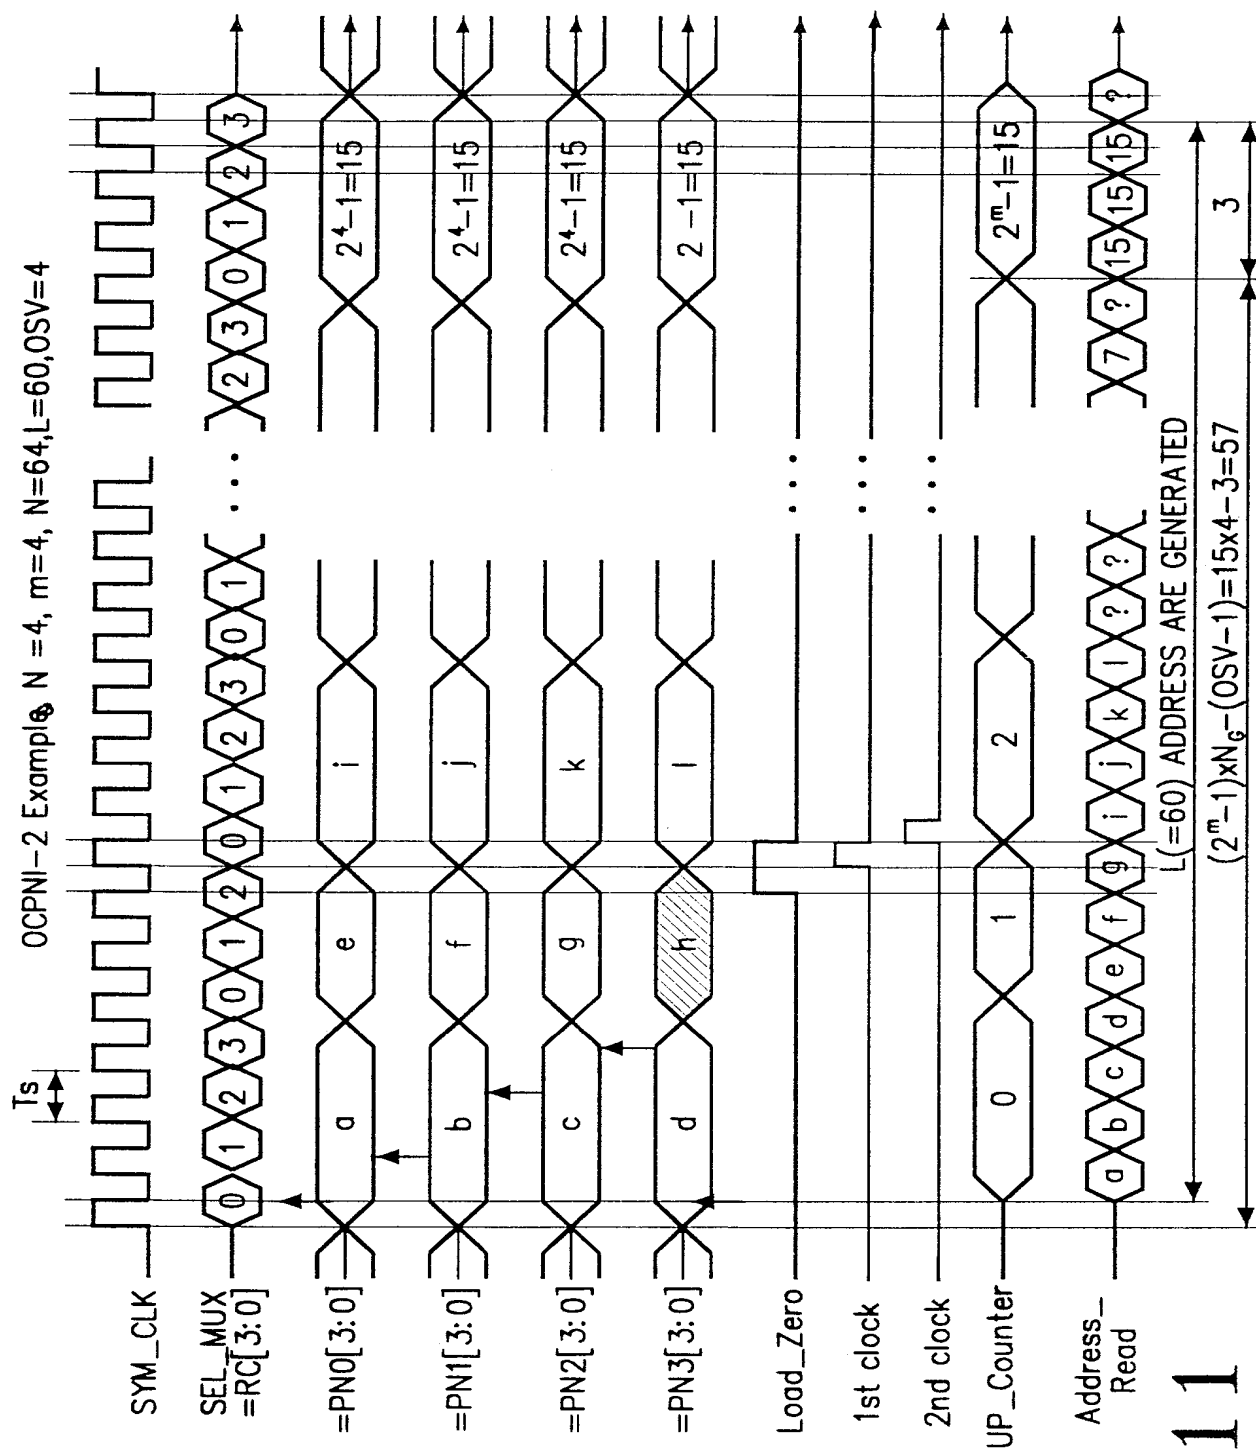 OCPNI-2 Example, N =4, m=4, N=64,L=60,OSV=4
Ts
SYM_CLK
SEL_MUX
=RC[3:0]
0 1 2 3 0 1 2 0 1 2 3 0 1 ... 2 3 0 1 2 3
=PN0[3:0]
a e i 2⁴-1=15
=PN1[3:0]
b f j 2⁴-1=15
=PN2[3:0]
c g k 2⁴-1=15
=PN3[3:0]
d h l 2 -1=15
Load_Zero ...
1st clock ...
2nd clock ...
UP_Counter
0 1 2 2ᵐ-1=15
Address_
Read
a b c d e f g i j k l ? ? 7 ? 15 15 15 ?
L(=60) ADDRESS ARE GENERATED
(2ᵐ-1)xN_G-(OSV-1)=15x4-3=57
3
11